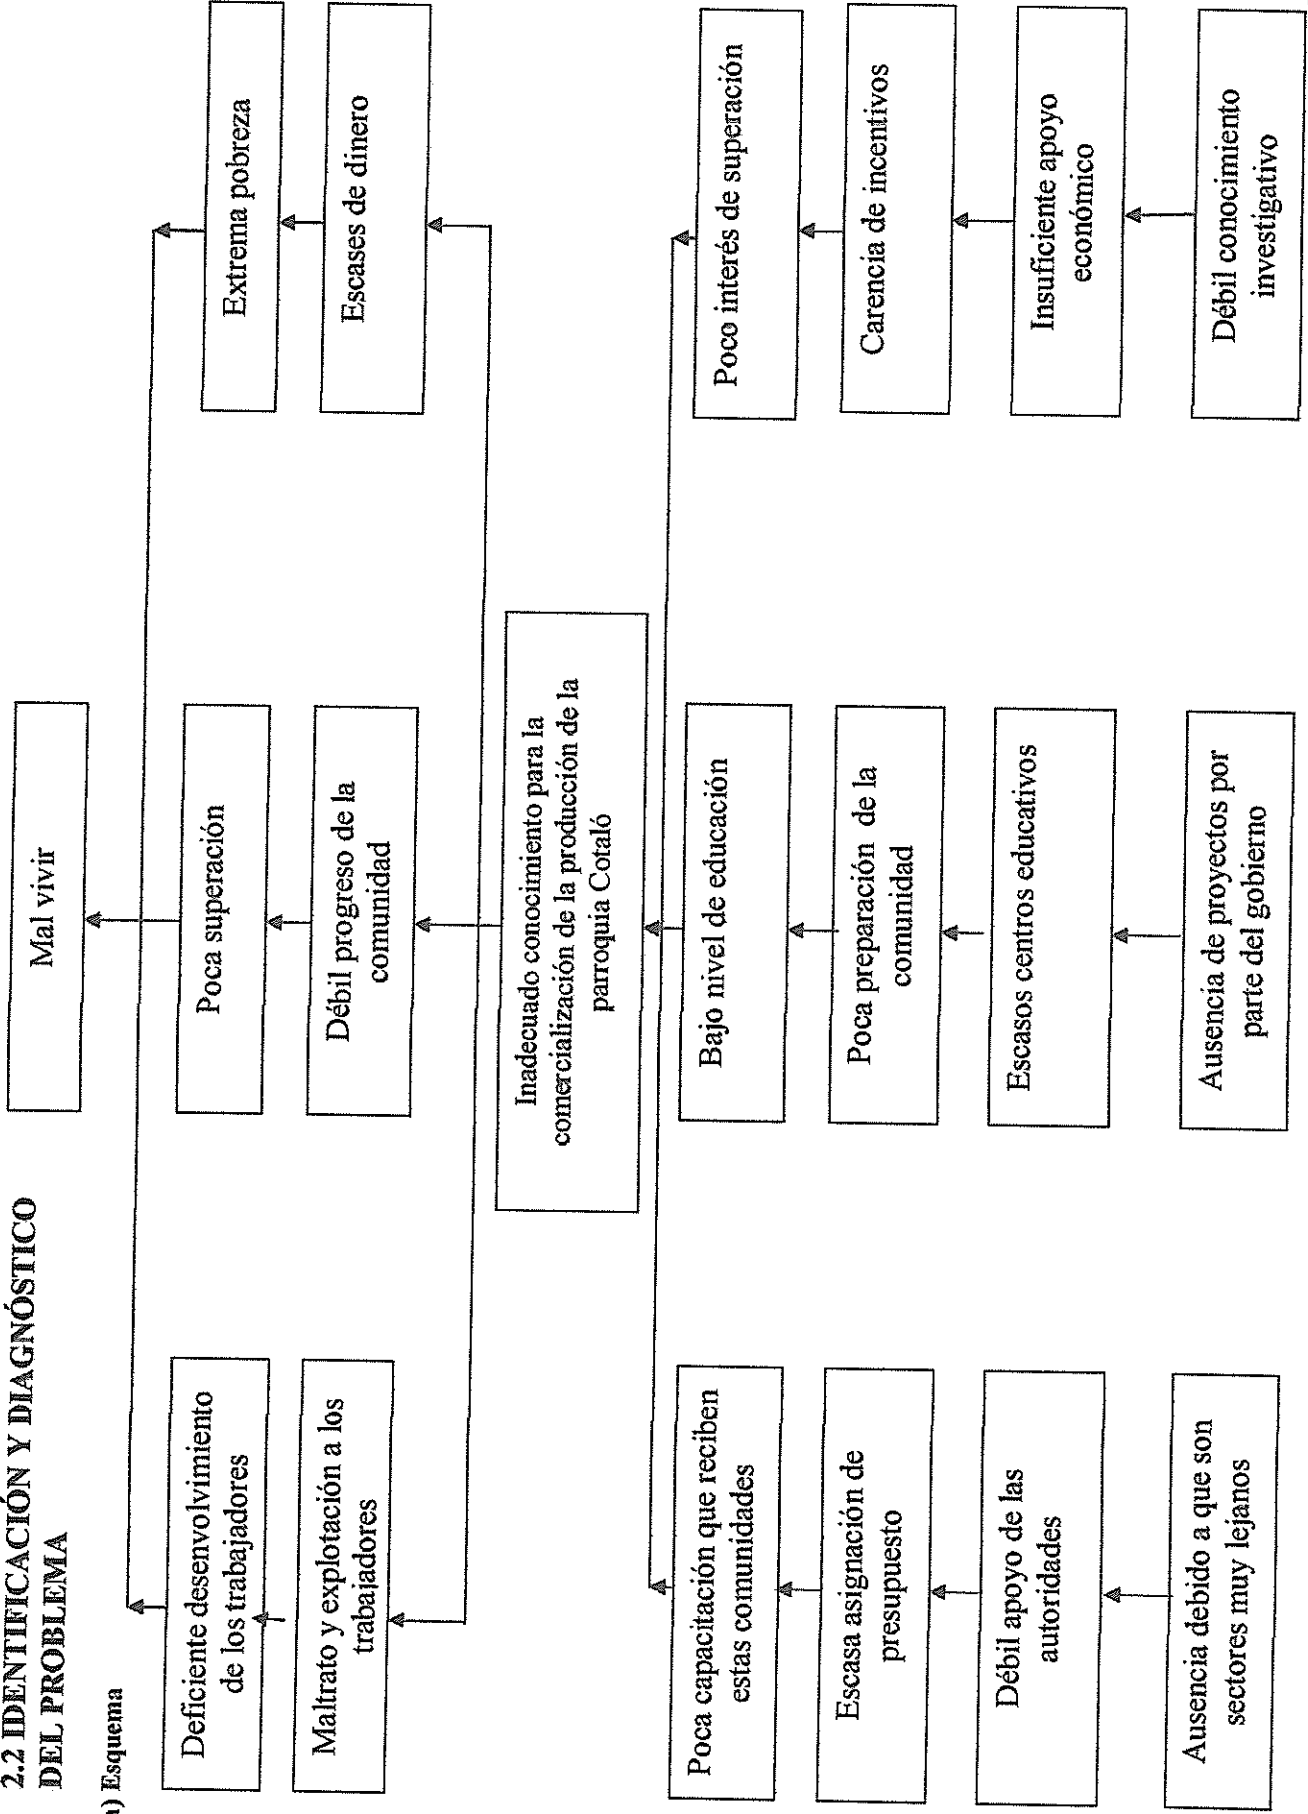 2.2 IDENTIFICACIÓN Y DIAGNÓSTICO
DEL PROBLEMA
a) Esquema
Mal vivir
Deficiente desenvolvimiento
de los trabajadores
Poca superación
Extrema pobreza
Maltrato y explotación a los
trabajadores
Débil progreso de la
comunidad
Escases de dinero
Inadecuado conocimiento para la
comercialización de la producción de la
parroquia Cotaló
Poca capacitación que reciben
estas comunidades
Bajo nivel de educación
Poco interés de superación
Escasa asignación de
presupuesto
Poca preparación de la
comunidad
Carencia de incentivos
Débil apoyo de las
autoridades
Escasos centros educativos
Insuficiente apoyo
económico
Ausencia debido a que son
sectores muy lejanos
Ausencia de proyectos por
parte del gobierno
Débil conocimiento
investigativo